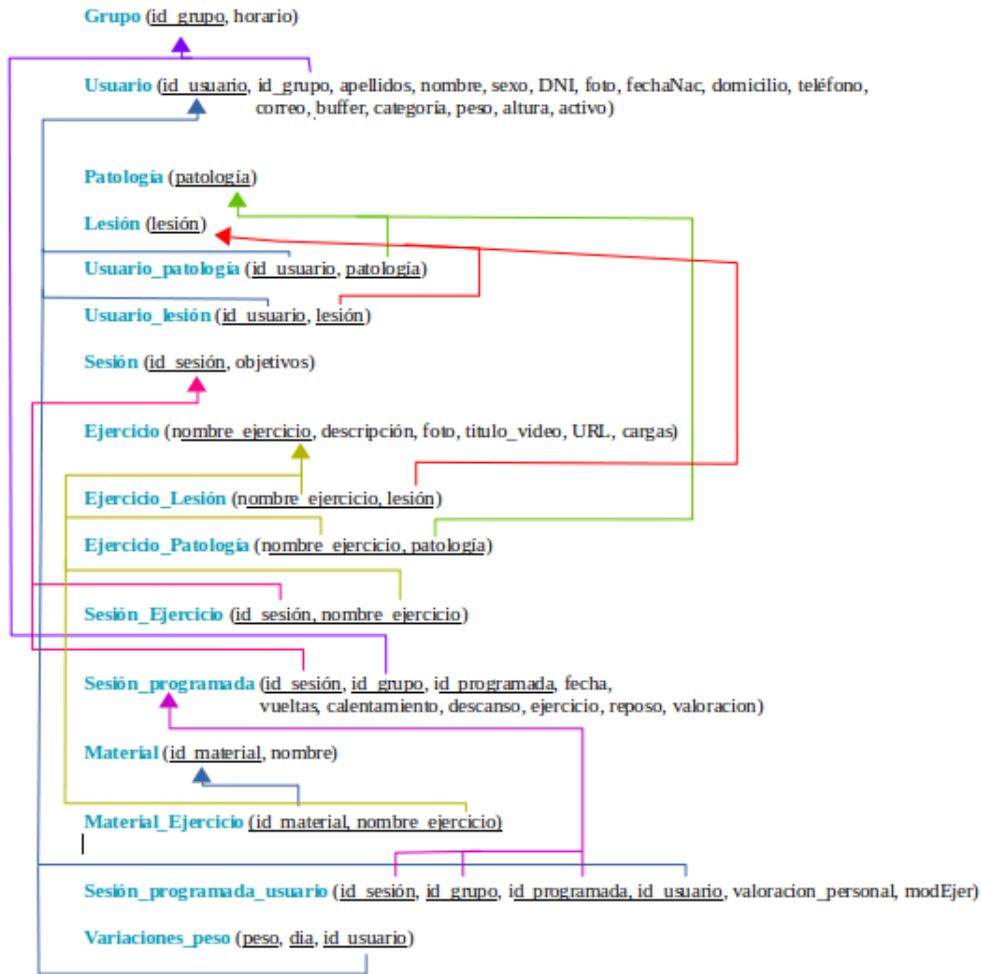 Grupo (id_grupo, horario)
Usuario (id_usuario, id_grupo, apellidos, nombre, sexo, DNI, foto, fechaNac, domicilio, teléfono,
correo, buffer, categoría, peso, altura, activo)
Patología (patología)
Lesión (lesión)
Usuario_patología (id_usuario, patología)
Usuario_lesión (id_usuario, lesión)
Sesión (id_sesión, objetivos)
Ejercicio (nombre_ejercicio, descripción, foto, titulo_video, URL, cargas)
Ejercicio_Lesión (nombre_ejercicio, lesión)
Ejercicio_Patología (nombre_ejercicio, patología)
Sesión_Ejercicio (id_sesión, nombre_ejercicio)
Sesión_programada (id_sesión, id_grupo, id_programada, fecha,
vueltas, calentamiento, descanso, ejercicio, reposo, valoracion)
Material (id_material, nombre)
Material_Ejercicio (id_material, nombre_ejercicio)
Sesión_programada_usuario (id_sesión, id_grupo, id_programada, id_usuario, valoracion_personal, modEjer)
Variaciones_peso (peso, dia, id_usuario)